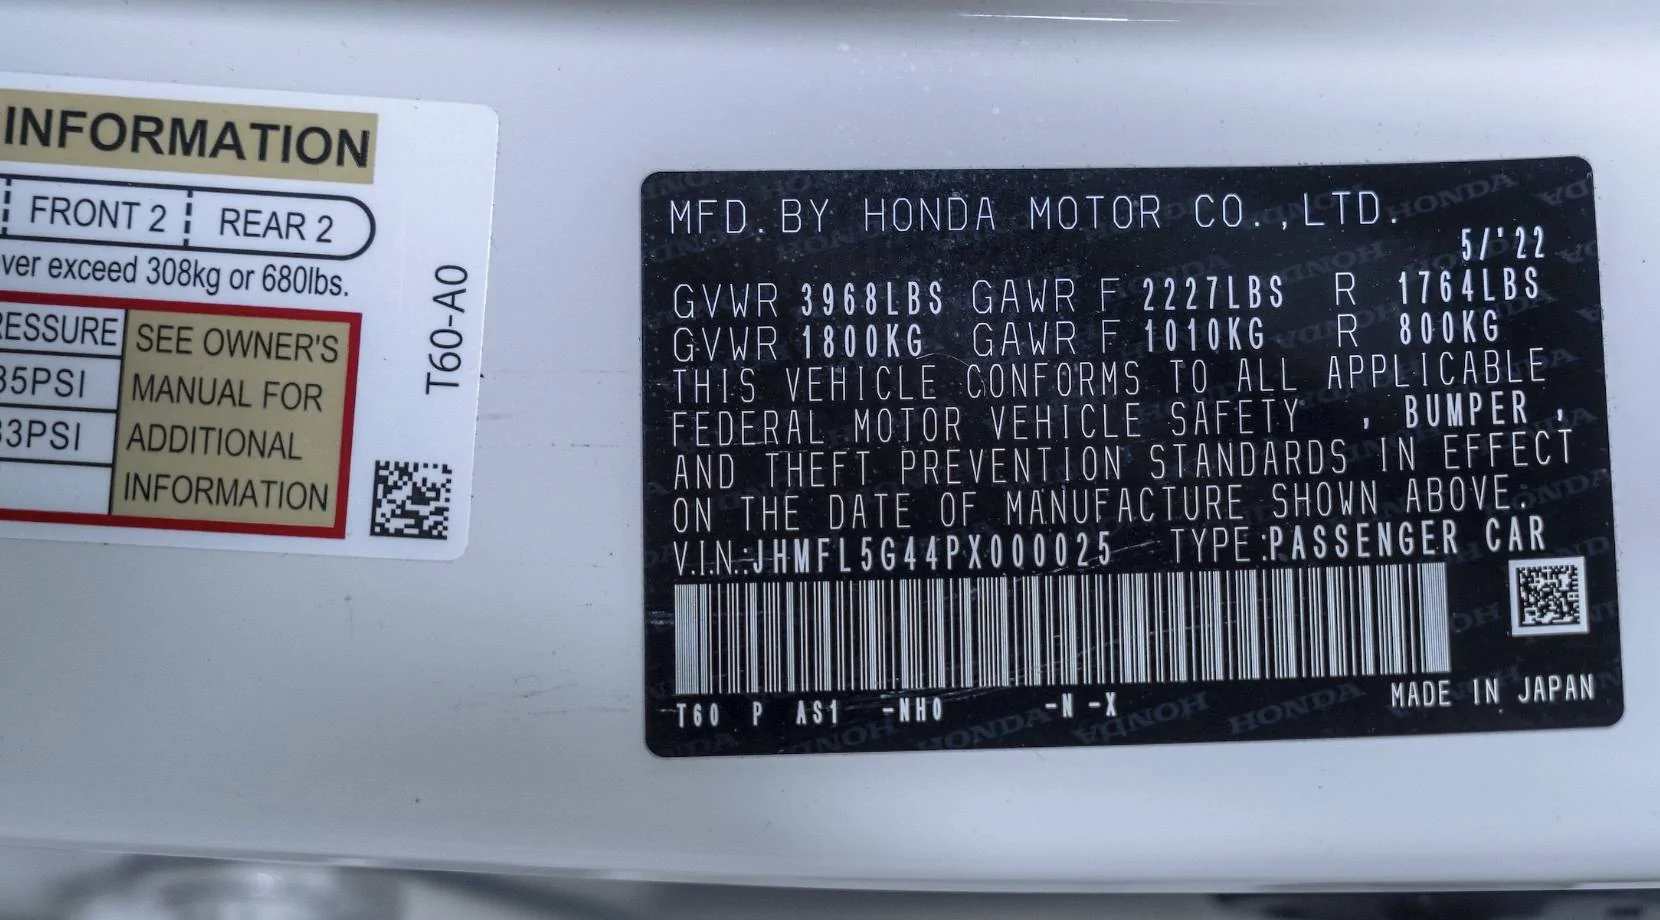 INFORMATION
FRONT 2 REAR 2
ver exceed 308kg or 680lbs.
RESSURE
35PSI
33PSI
SEE OWNER'S
MANUAL FOR
ADDITIONAL
INFORMATION
T60-A0
MFD. BY HONDA MOTOR CO.,LTD.
5/'22
GVWR 3968LBS GAWR F 2227LBS R 1764LBS
GVWR 1800KG GAWR F 1010KG R 800KG
THIS VEHICLE CONFORMS TO ALL APPLICABLE
FEDERAL MOTOR VEHICLE SAFETY , BUMPER ,
AND THEFT PREVENTION STANDARDS IN EFFECT
ON THE DATE OF MANUFACTURE SHOWN ABOVE.
V.I.N.:JHMFL5G44PX000025 TYPE:PASSENGER CAR
T60 P AS1 -NH0 -N -X
MADE IN JAPAN